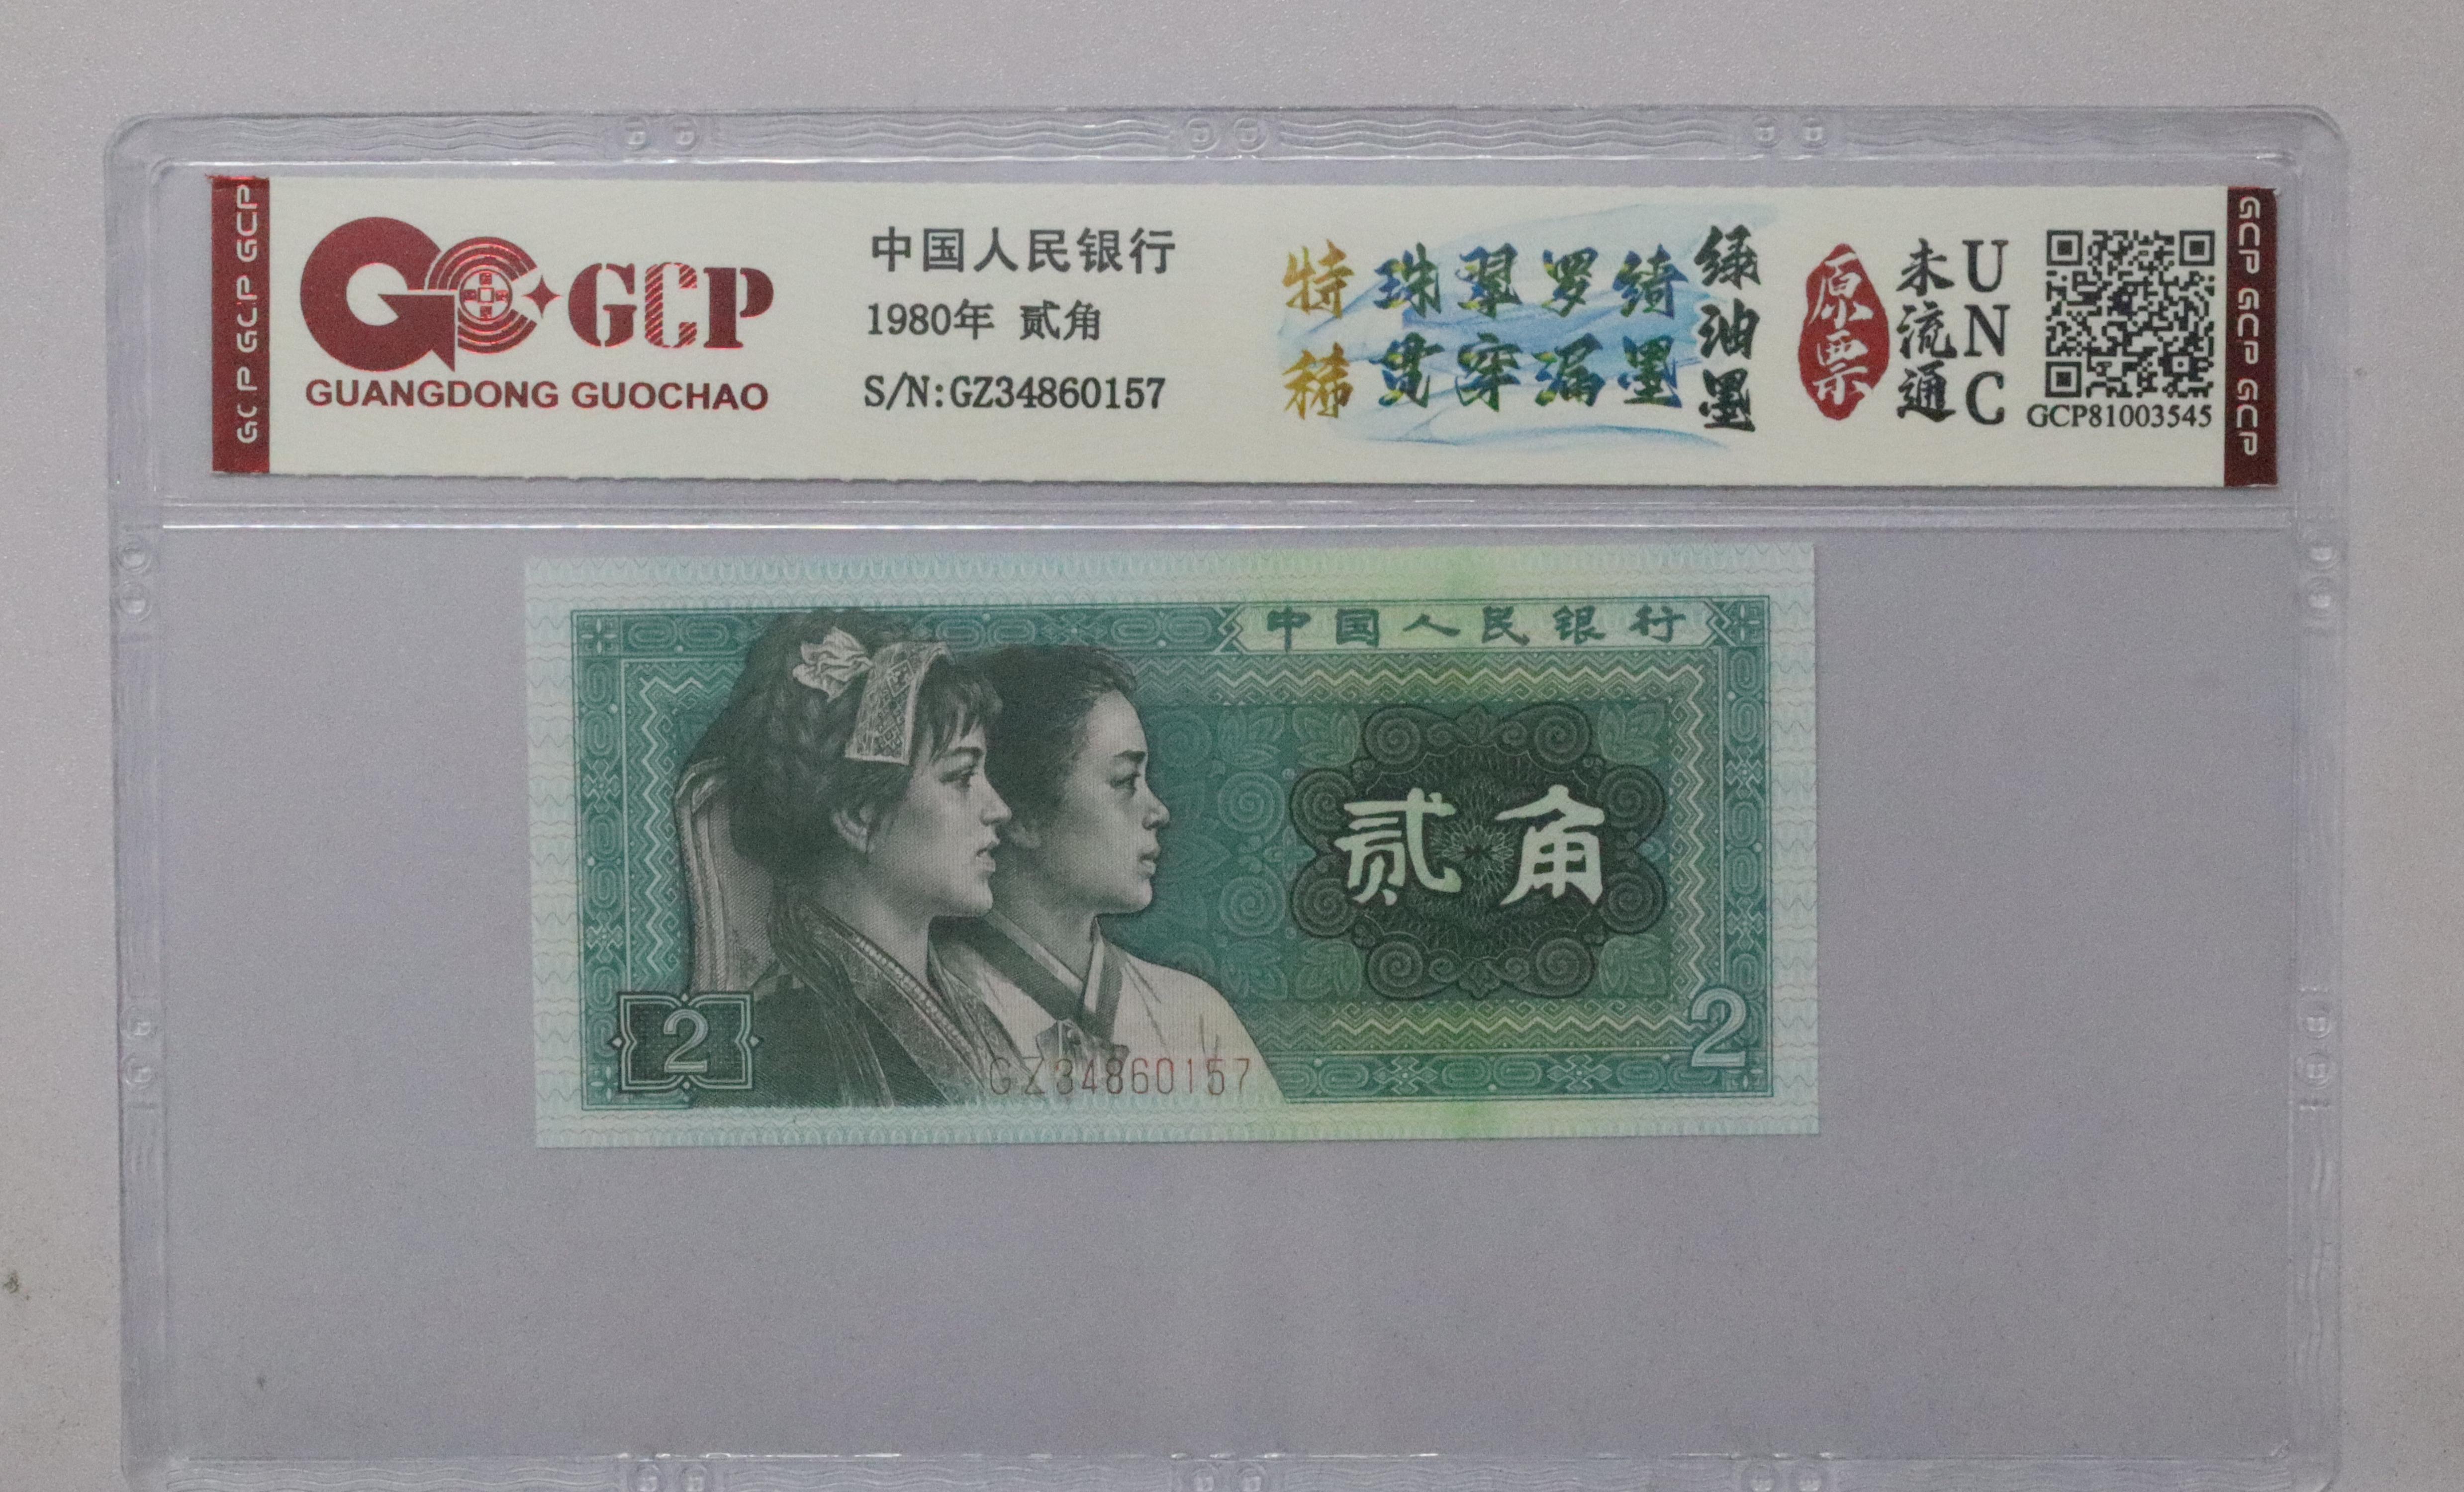 GCP GCP GCP
GCP
GUANGDONG GUOCHAO
中国人民银行
1980年 贰角
S/N:GZ34860157
特稀
珠翠罗绮
贯穿漏墨
绿油墨
原票
未流通
UNC
GCP81003545
GCP GCP GCP
中国人民银行
贰角
2
2
GZ34860157